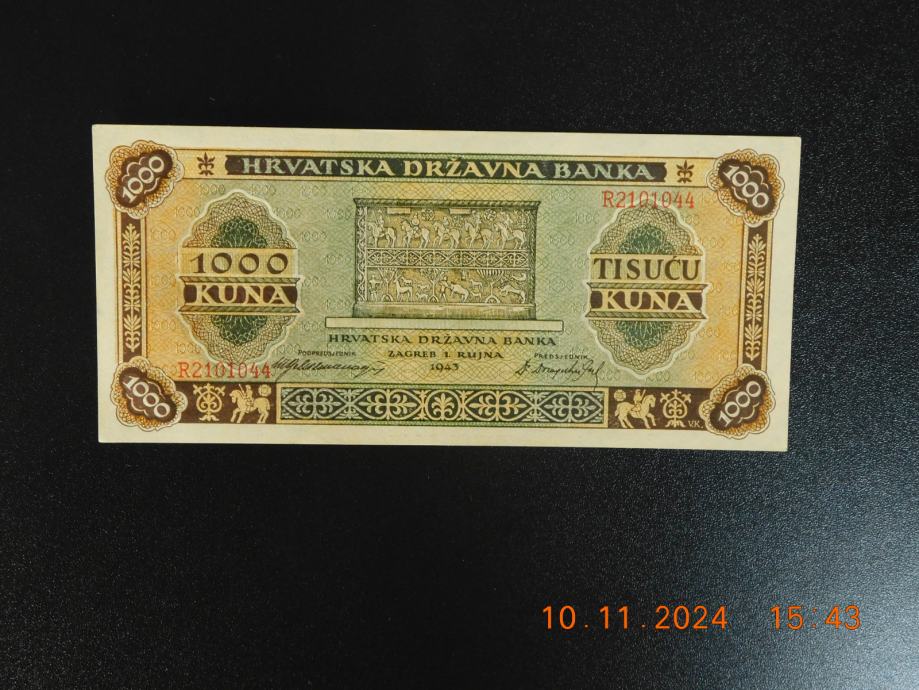 1000
HRVATSKA DRŽAVNA BANKA
1000
R2101044
1000
KUNA
TISUĆU
KUNA
HRVATSKA DRŽAVNA BANKA
ZAGREB 1. RUJNA
1943
PODPREDSJEDNIK
PREDSJEDNIK
R2101044
1000
1000
V.K.
10.11.2024 15:43